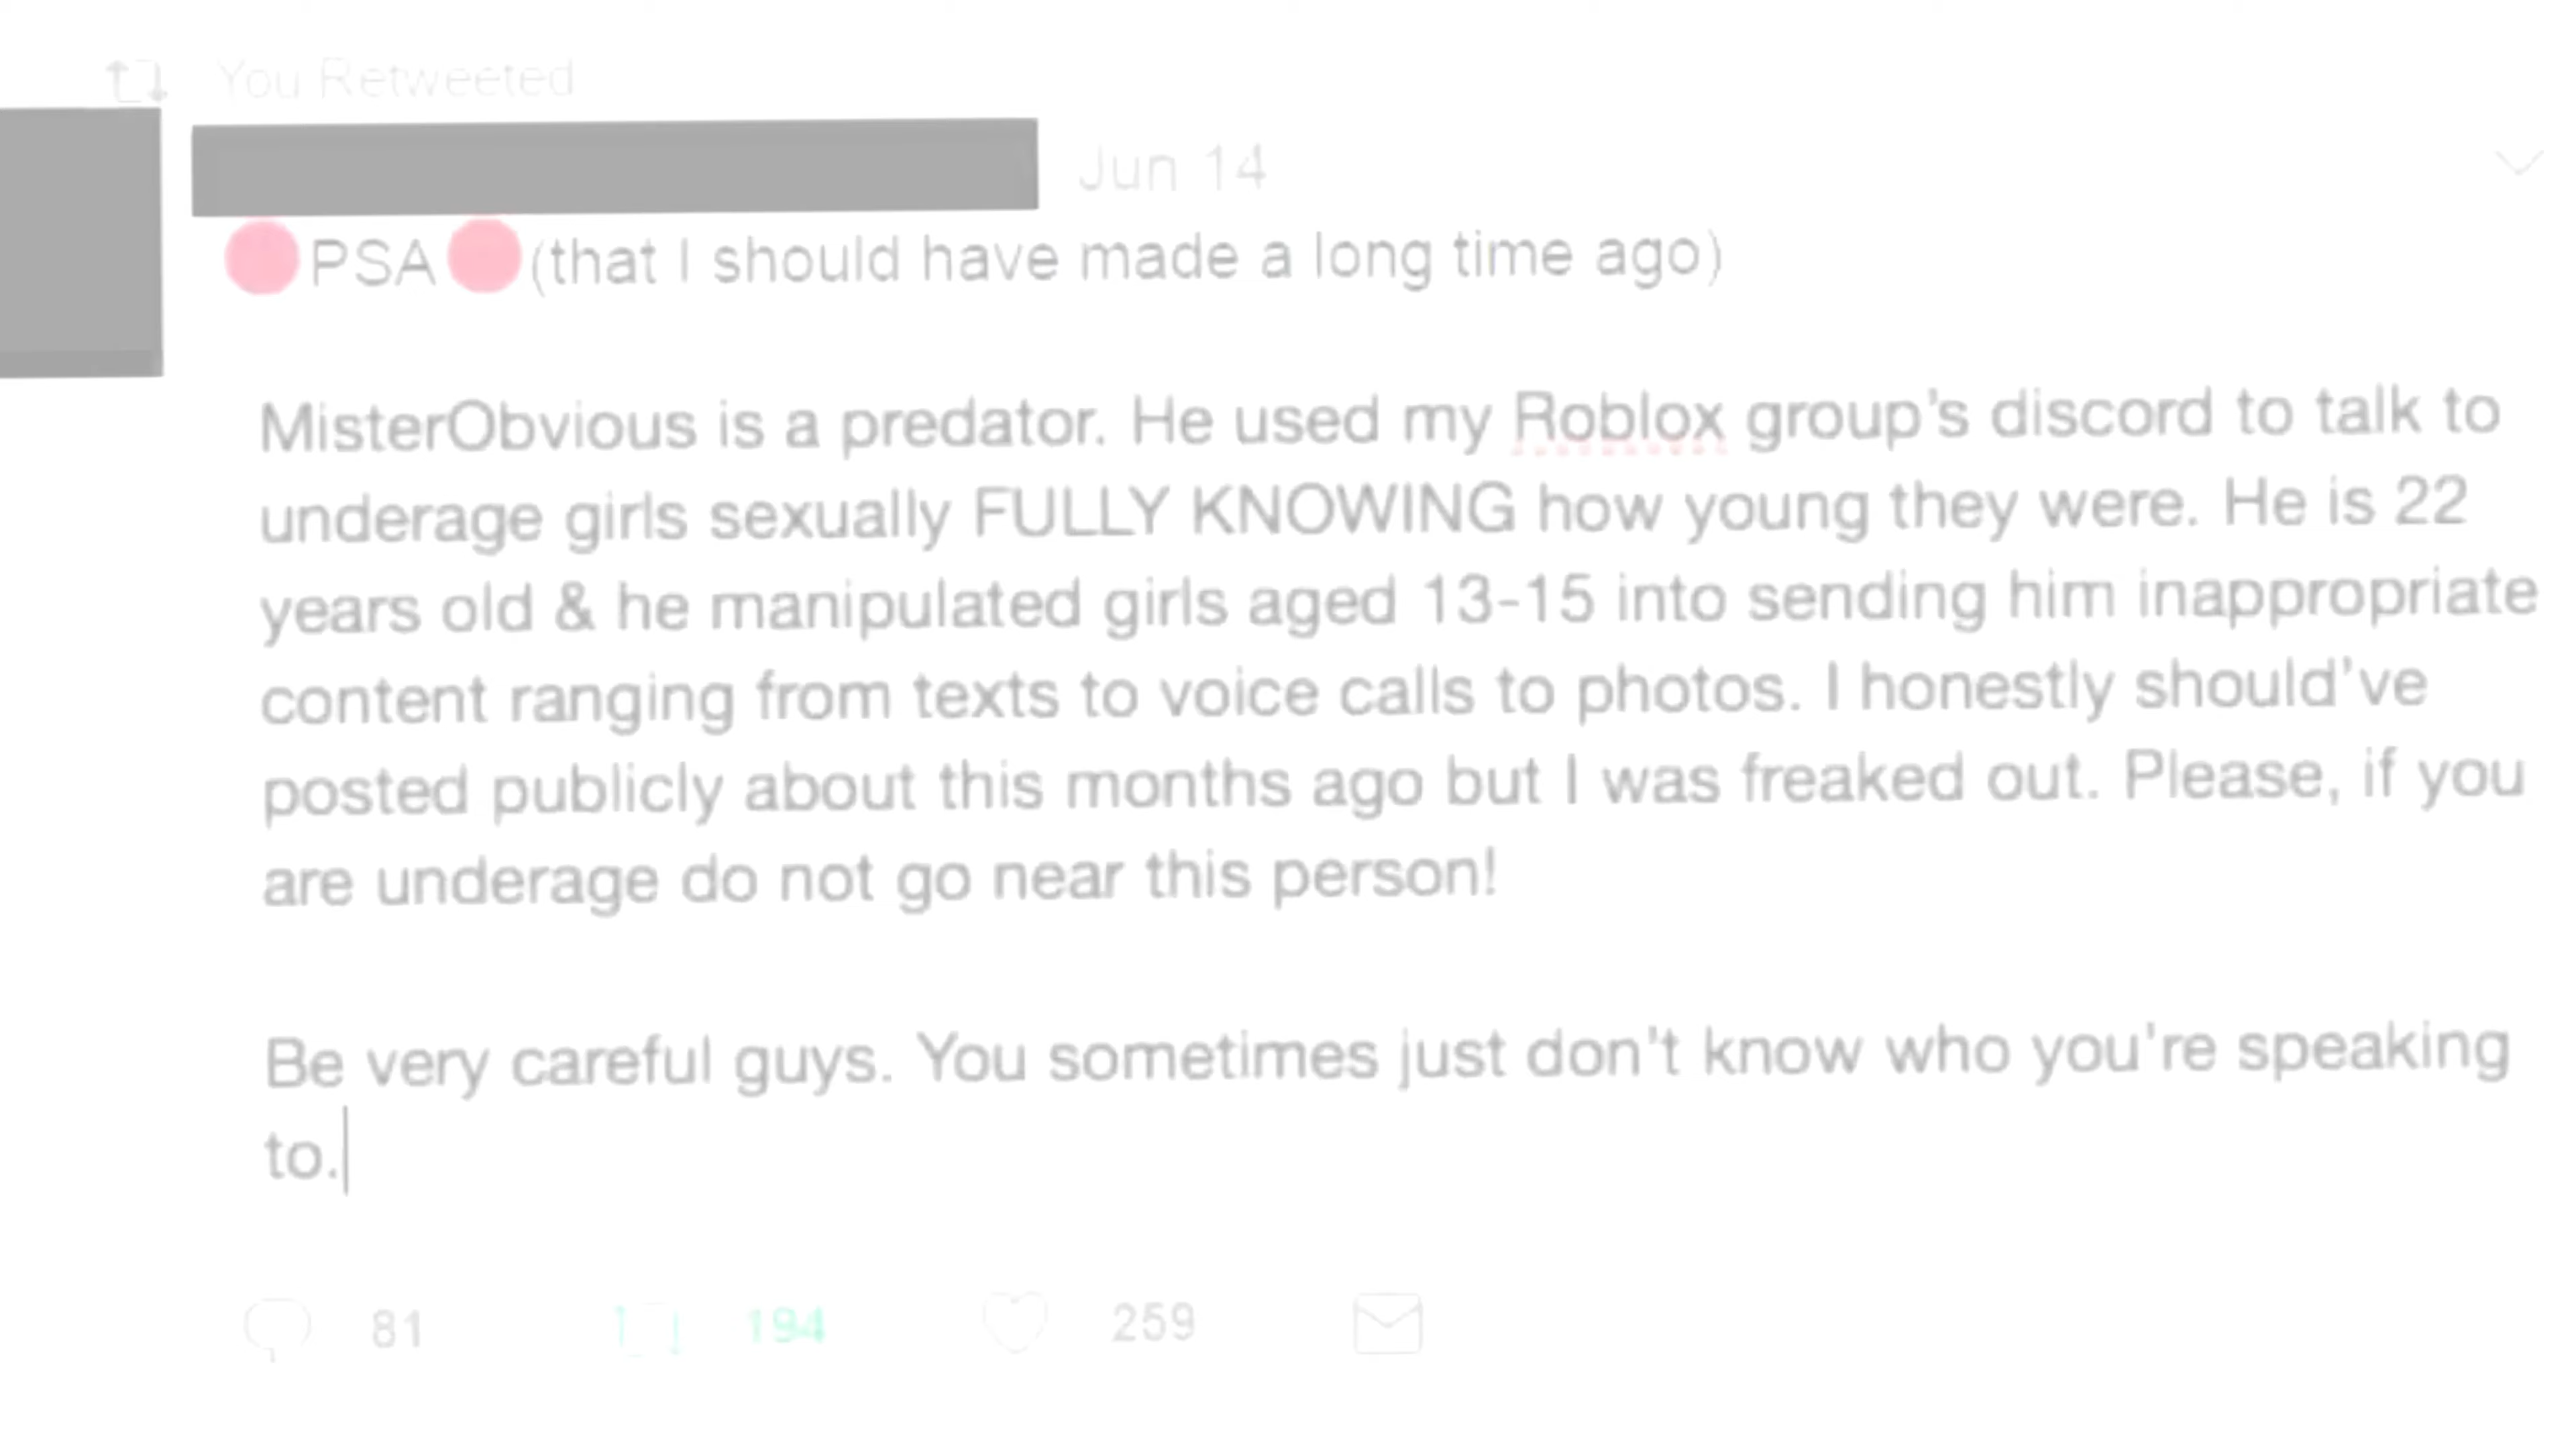 You Retweeted
Jun 14
PSA (that I should have made a long time ago)
MisterObvious is a predator. He used my Roblox group's discord to talk to
underage girls sexually FULLY KNOWING how young they were. He is 22
years old & he manipulated girls aged 13-15 into sending him inappropriate
content ranging from texts to voice calls to photos. I honestly should've
posted publicly about this months ago but I was freaked out. Please, if you
are underage do not go near this person!
Be very careful guys. You sometimes just don't know who you're speaking
to.
81 194 259